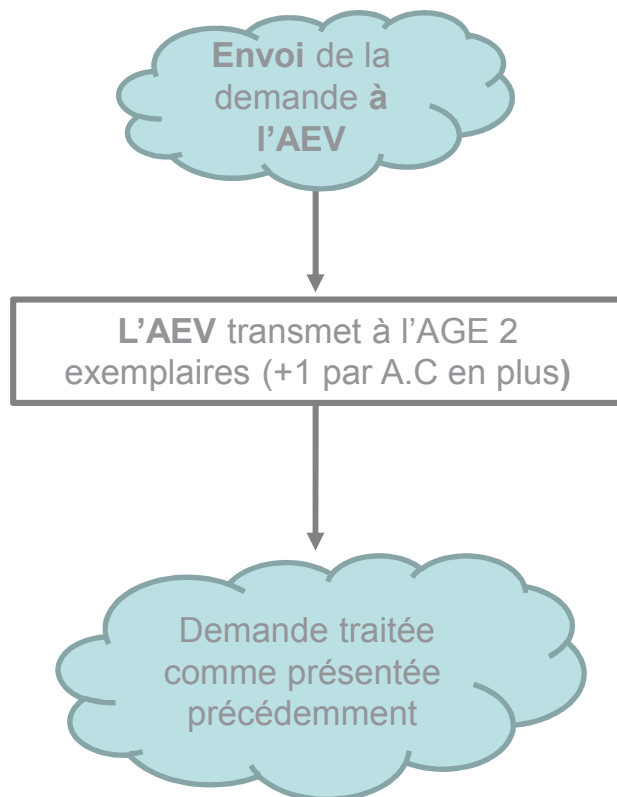 Envoi de la
demande à
l’AEV
L’AEV transmet à l’AGE 2
exemplaires (+1 par A.C en plus)
Demande traitée
comme présentée
précédemment